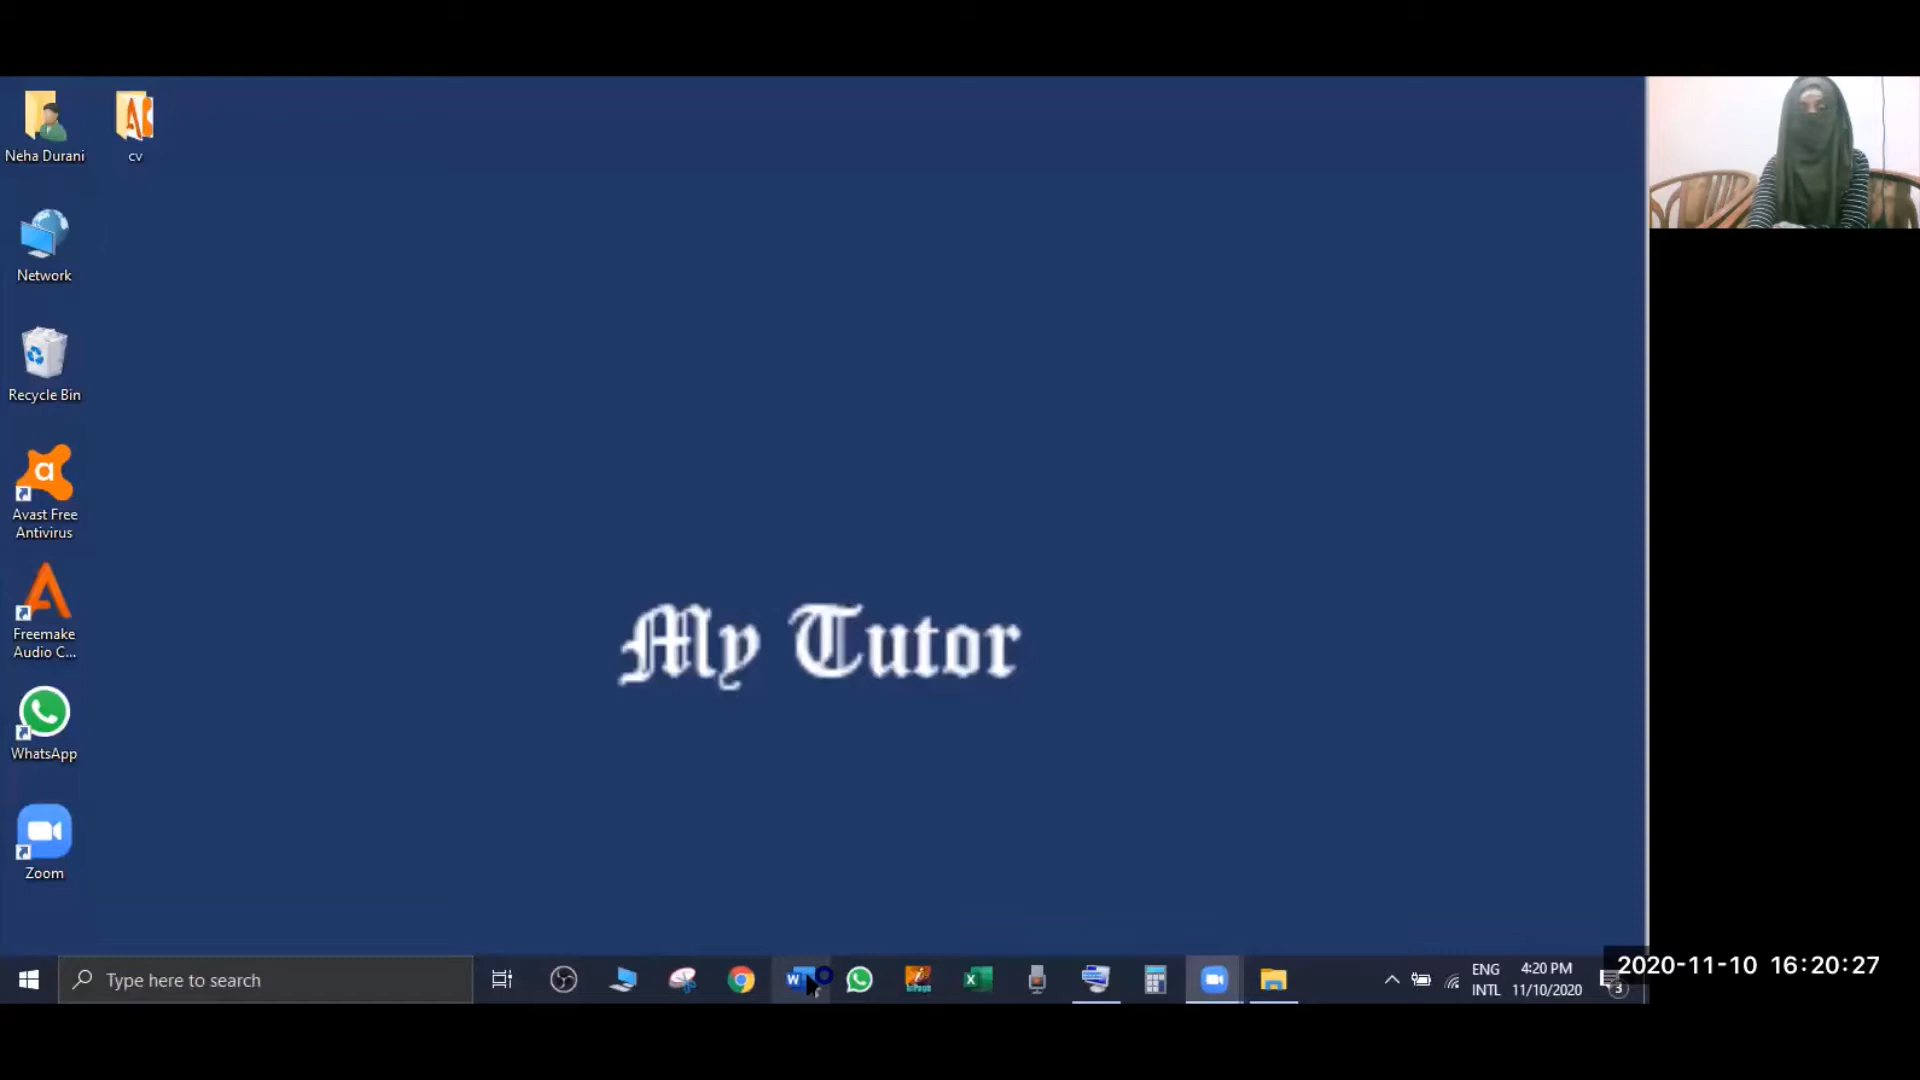 Neha Durani
cv
Network
Recycle Bin
Avast Free
Antivirus
Freemake
Audio C...
WhatsApp
Zoom
My Tutor
Type here to search
ENG
INTL
4:20 PM
11/10/2020
3
2020-11-10 16:20:27